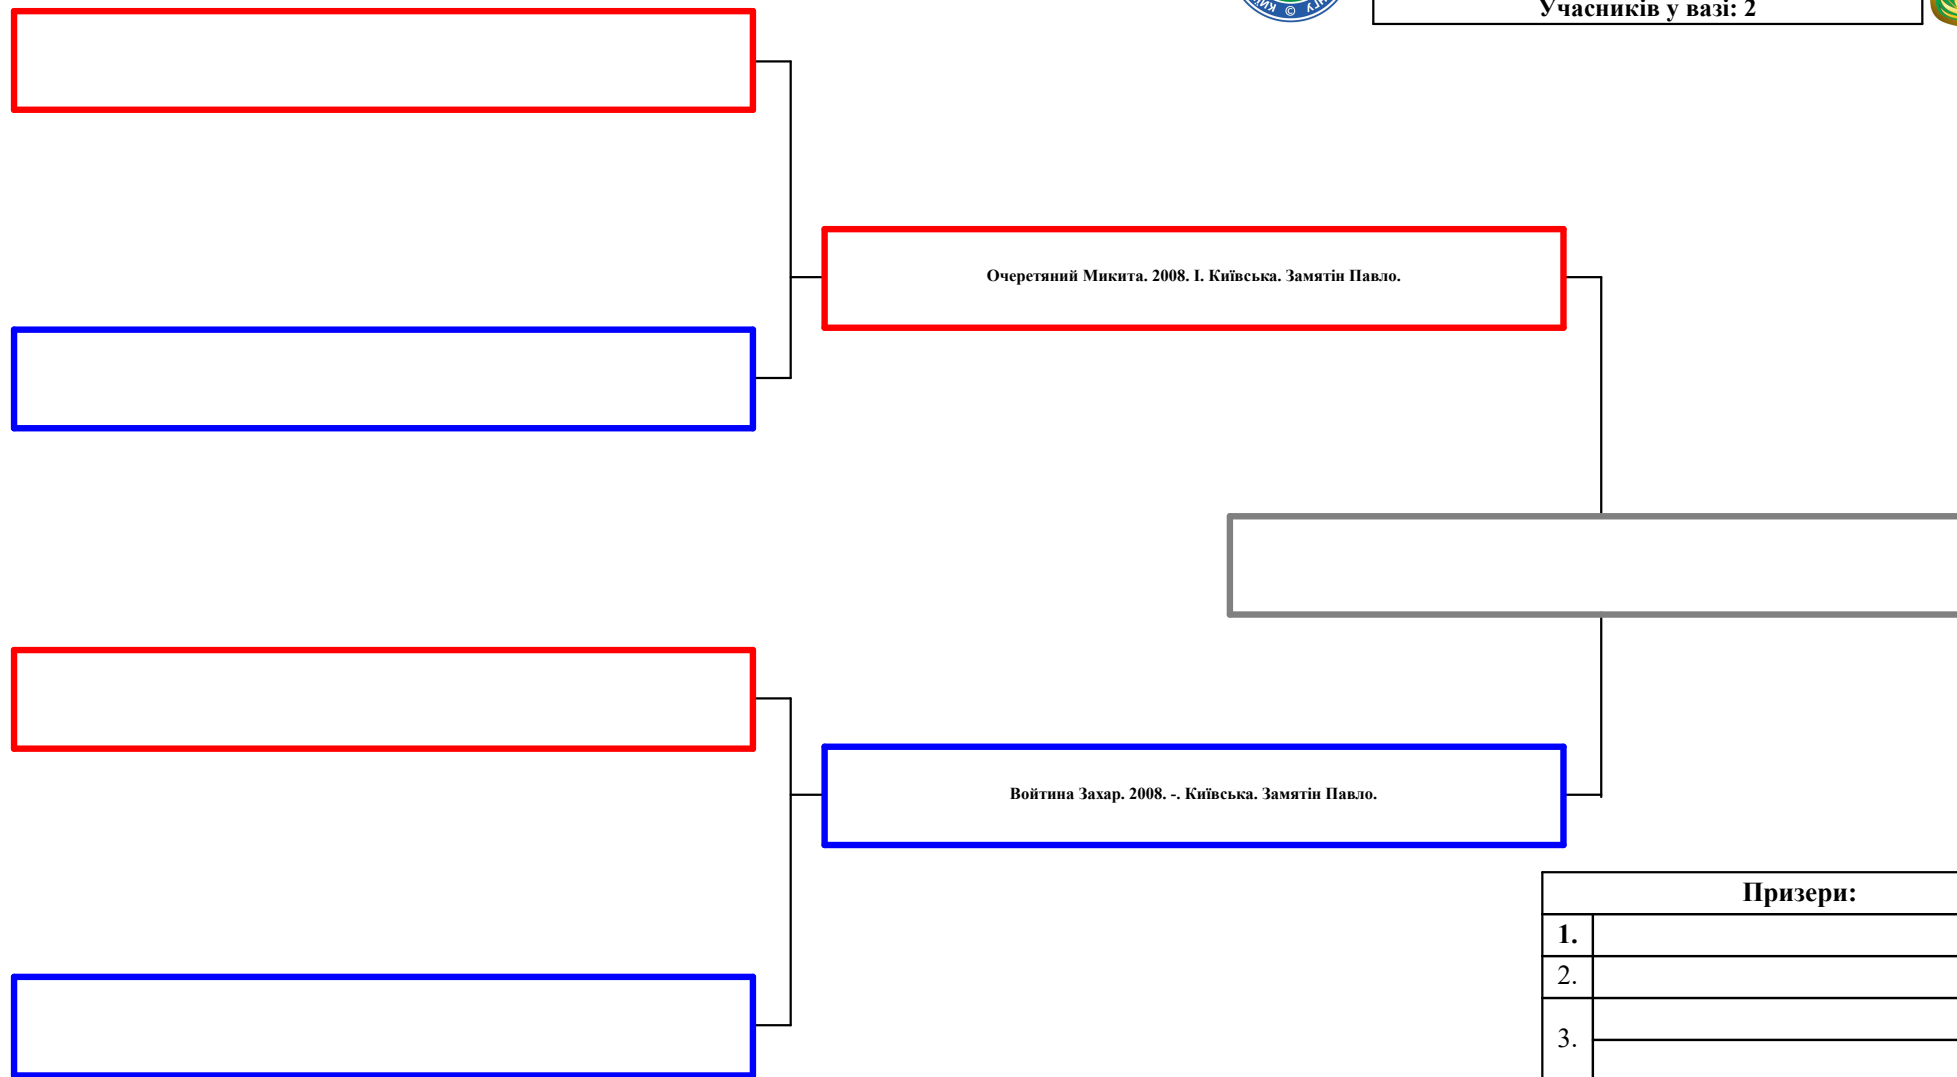 Учасників у вазі: 2
Очеретяний Микита. 2008. І. Київська. Замятін Павло.
Войтина Захар. 2008. -. Київська. Замятін Павло.
Призери:
1.
2.
3.